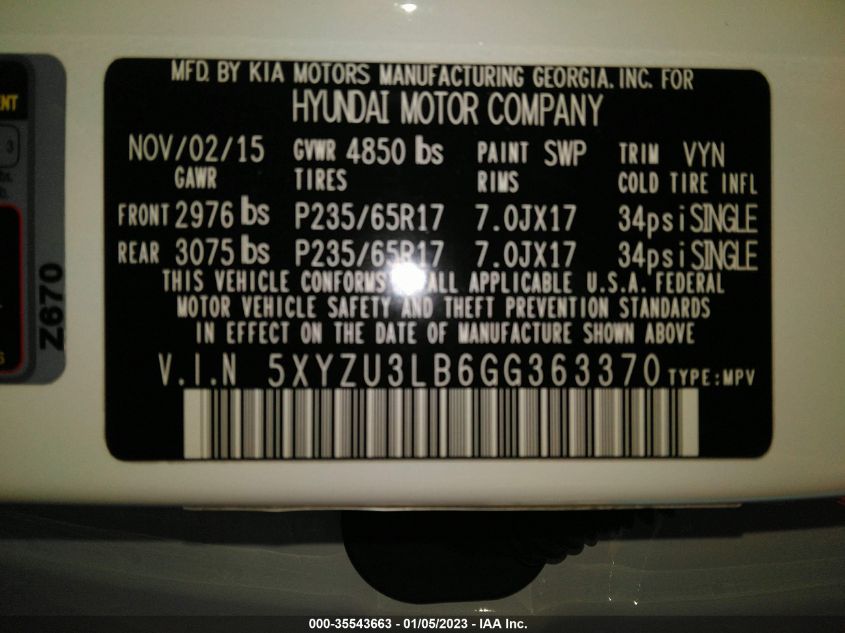 MFD. BY KIA MOTORS MANUFACTURING GEORGIA. INC. FOR
HYUNDAI MOTOR COMPANY
NOV/02/15 GVWR 4850 lbs PAINT SWP TRIM VYN
GAWR TIRES RIMS COLD TIRE INFL
FRONT 2976 lbs P235/65R17 7.0JX17 34psi SINGLE
REAR 3075 lbs P235/65R17 7.0JX17 34psi SINGLE
THIS VEHICLE CONFORMS ALL APPLICABLE U.S.A. FEDERAL
MOTOR VEHICLE SAFETY AND THEFT PREVENTION STANDARDS
IN EFFECT ON THE DATE OF MANUFACTURE SHOWN ABOVE
V.I.N 5XYZU3LB6GG363370 TYPE:MPV
Z670
3
000-35543663 - 01/05/2023 - IAA Inc.